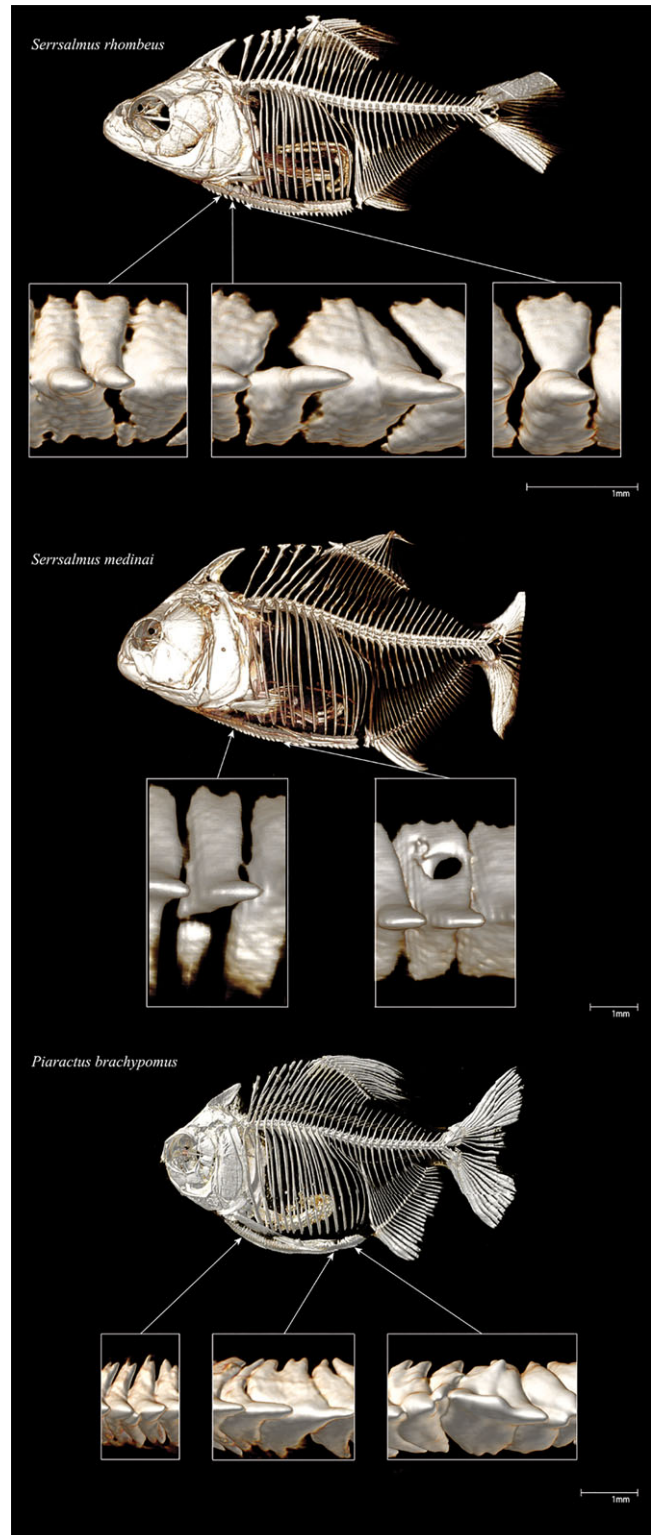 Serrsalmus rhombeus
1mm
Serrsalmus medinai
1mm
Piaractus brachypomus
1mm